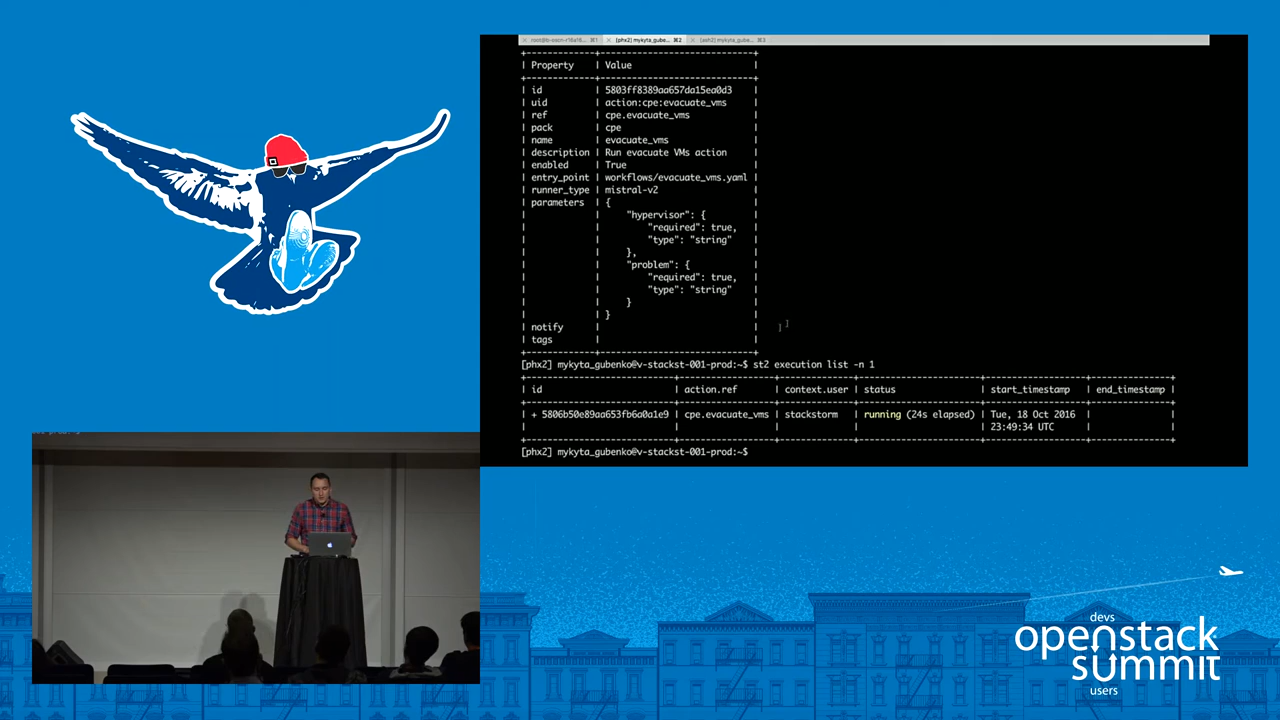 [phx2] mykyta_gube... ⌘2
+---------------+---------------------------------+
| Property | Value |
| id | 5803ff8389aa657da15ea0d3 |
| uid | action:cpe:evacuate_vms |
| ref | cpe.evacuate_vms |
| pack | cpe |
| name | evacuate_vms |
| description | Run evacuate VMs action |
| enabled | True |
| entry_point | workflows/evacuate_vms.yaml |
| runner_type | mistral-v2 |
| parameters | { |
| | "hypervisor": { |
| | "required": true, |
| | "type": "string" |
| | }, |
| | "problem": { |
| | "required": true, |
| | "type": "string" |
| | } |
| | } |
| notify | |
| tags | |
[phx2] mykyta_gubenko@v-stackst-001-prod:~$ st2 execution list -n 1
| id | action.ref | context.user | status | start_timestamp | end_timestamp |
| + 5806b50e89aa653fb6a0a1e9 | cpe.evacuate_vms | stackstorm | running (24s elapsed) | Tue, 18 Oct 2016 | |
| | | | | 23:49:34 UTC | |
[phx2] mykyta_gubenko@v-stackst-001-prod:~$
devs
openstack
summit
users